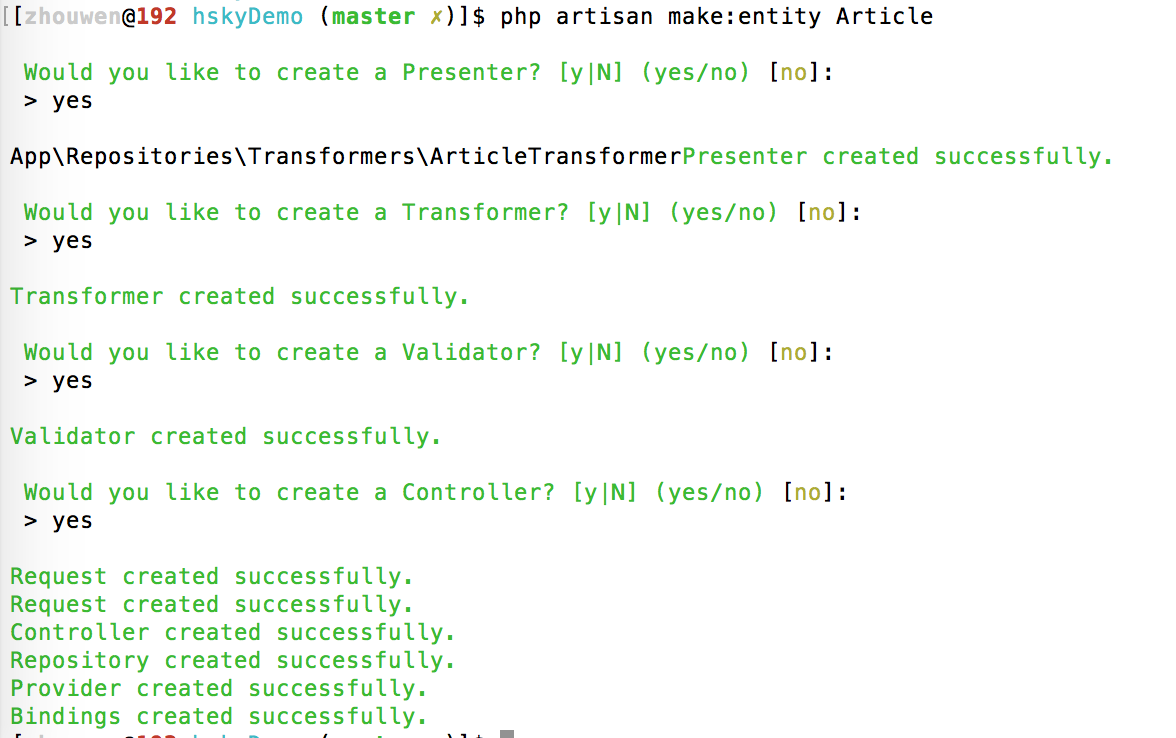 [[zhouwen@192 hskyDemo (master ✗)]$ php artisan make:entity Article
Would you like to create a Presenter? [y|N] (yes/no) [no]:
> yes
App\Repositories\Transformers\ArticleTransformerPresenter created successfully.
Would you like to create a Transformer? [y|N] (yes/no) [no]:
> yes
Transformer created successfully.
Would you like to create a Validator? [y|N] (yes/no) [no]:
> yes
Validator created successfully.
Would you like to create a Controller? [y|N] (yes/no) [no]:
> yes
Request created successfully.
Request created successfully.
Controller created successfully.
Repository created successfully.
Provider created successfully.
Bindings created successfully.